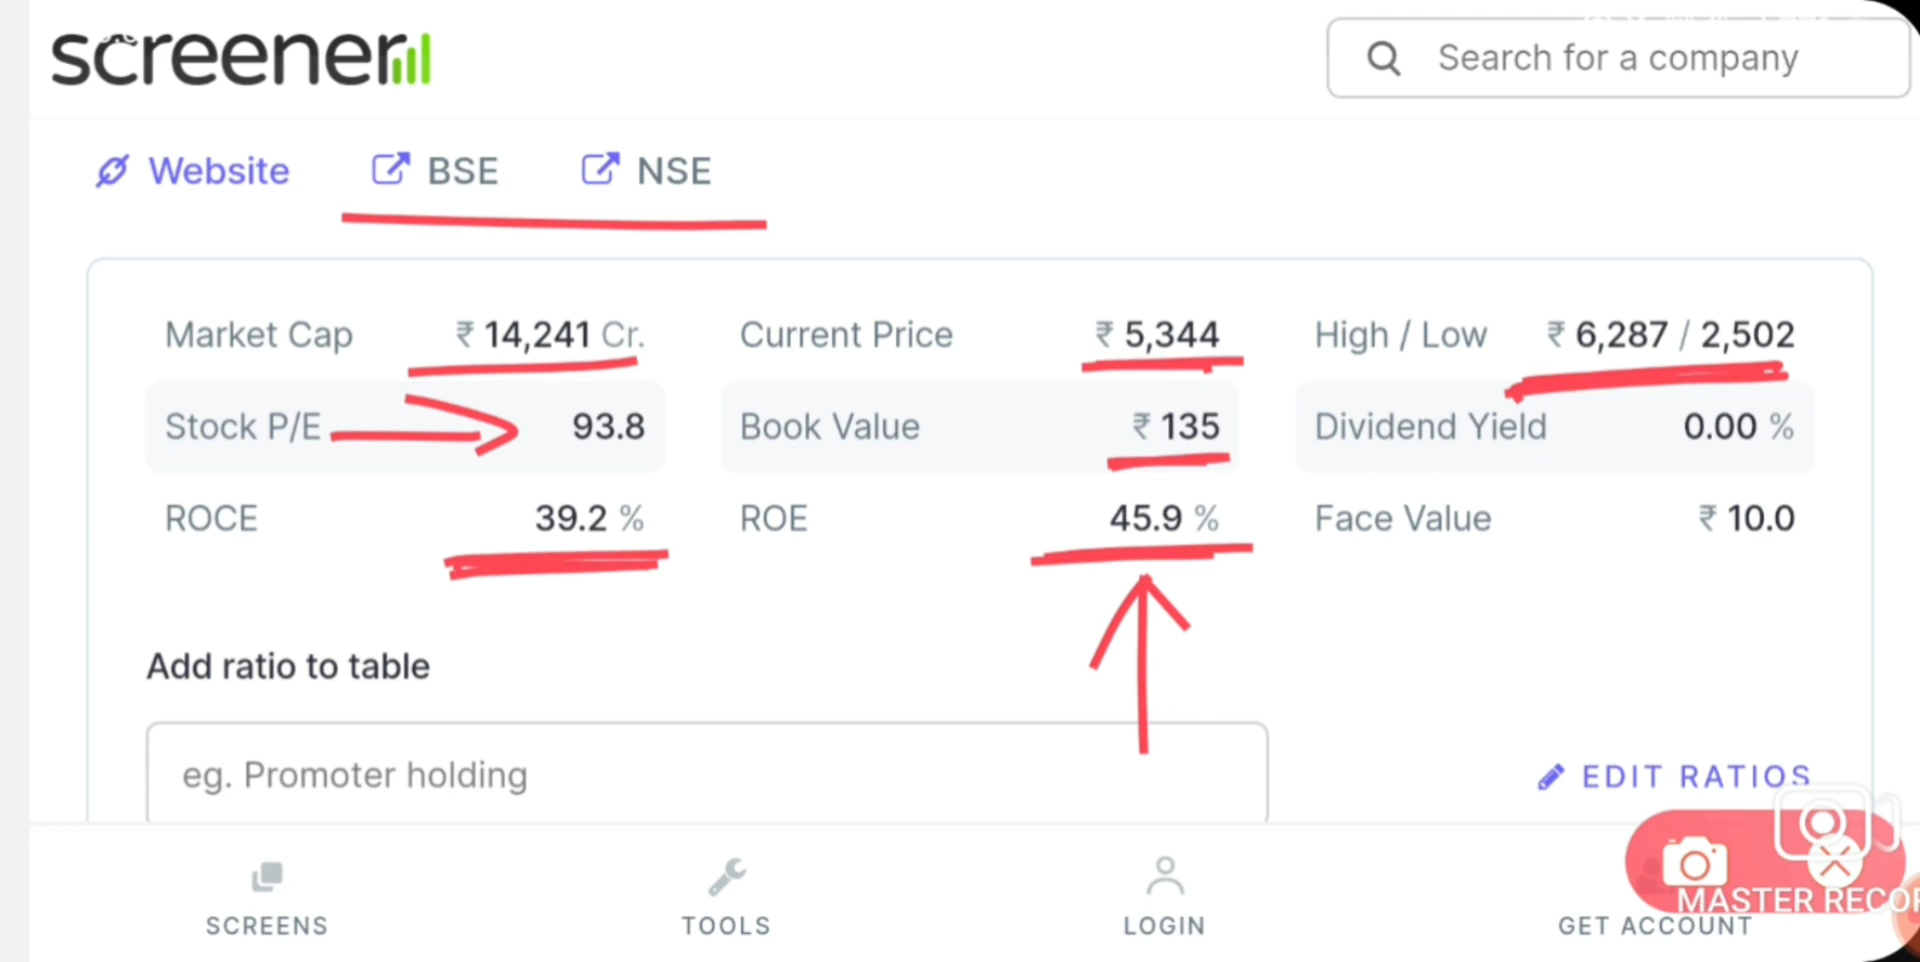 screener
Search for a company
Website BSE NSE
Market Cap ₹ 14,241 Cr. Current Price ₹ 5,344 High / Low ₹ 6,287 / 2,502
Stock P/E 93.8 Book Value ₹ 135 Dividend Yield 0.00 %
ROCE 39.2 % ROE 45.9 % Face Value ₹ 10.0
Add ratio to table
eg. Promoter holding
EDIT RATIOS
MASTER
SCREENS TOOLS LOGIN GET ACCOUNT